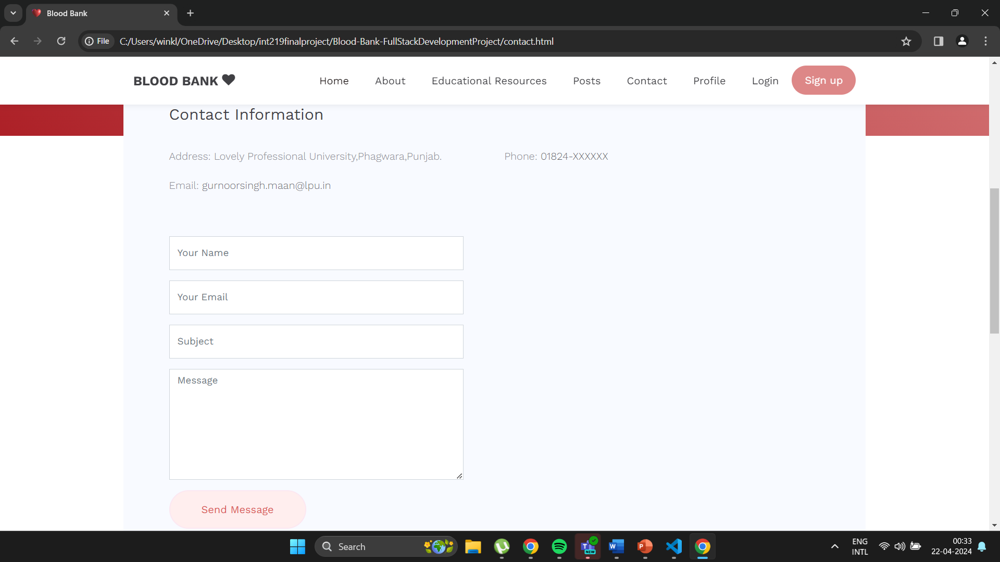 Blood Bank
File C:/Users/winkl/OneDrive/Desktop/int219finalproject/Blood-Bank-FullStackDevelopmentProject/contact.html
BLOOD BANK Home About Educational Resources Posts Contact Profile Login Sign up
Contact Information
Address: Lovely Professional University,Phagwara,Punjab. Phone: 01824-XXXXXX
Email: gurnoorsingh.maan@lpu.in
Your Name
Your Email
Subject
Message
Send Message
Search
T NEW W P
ENG
INTL
00:33
22-04-2024